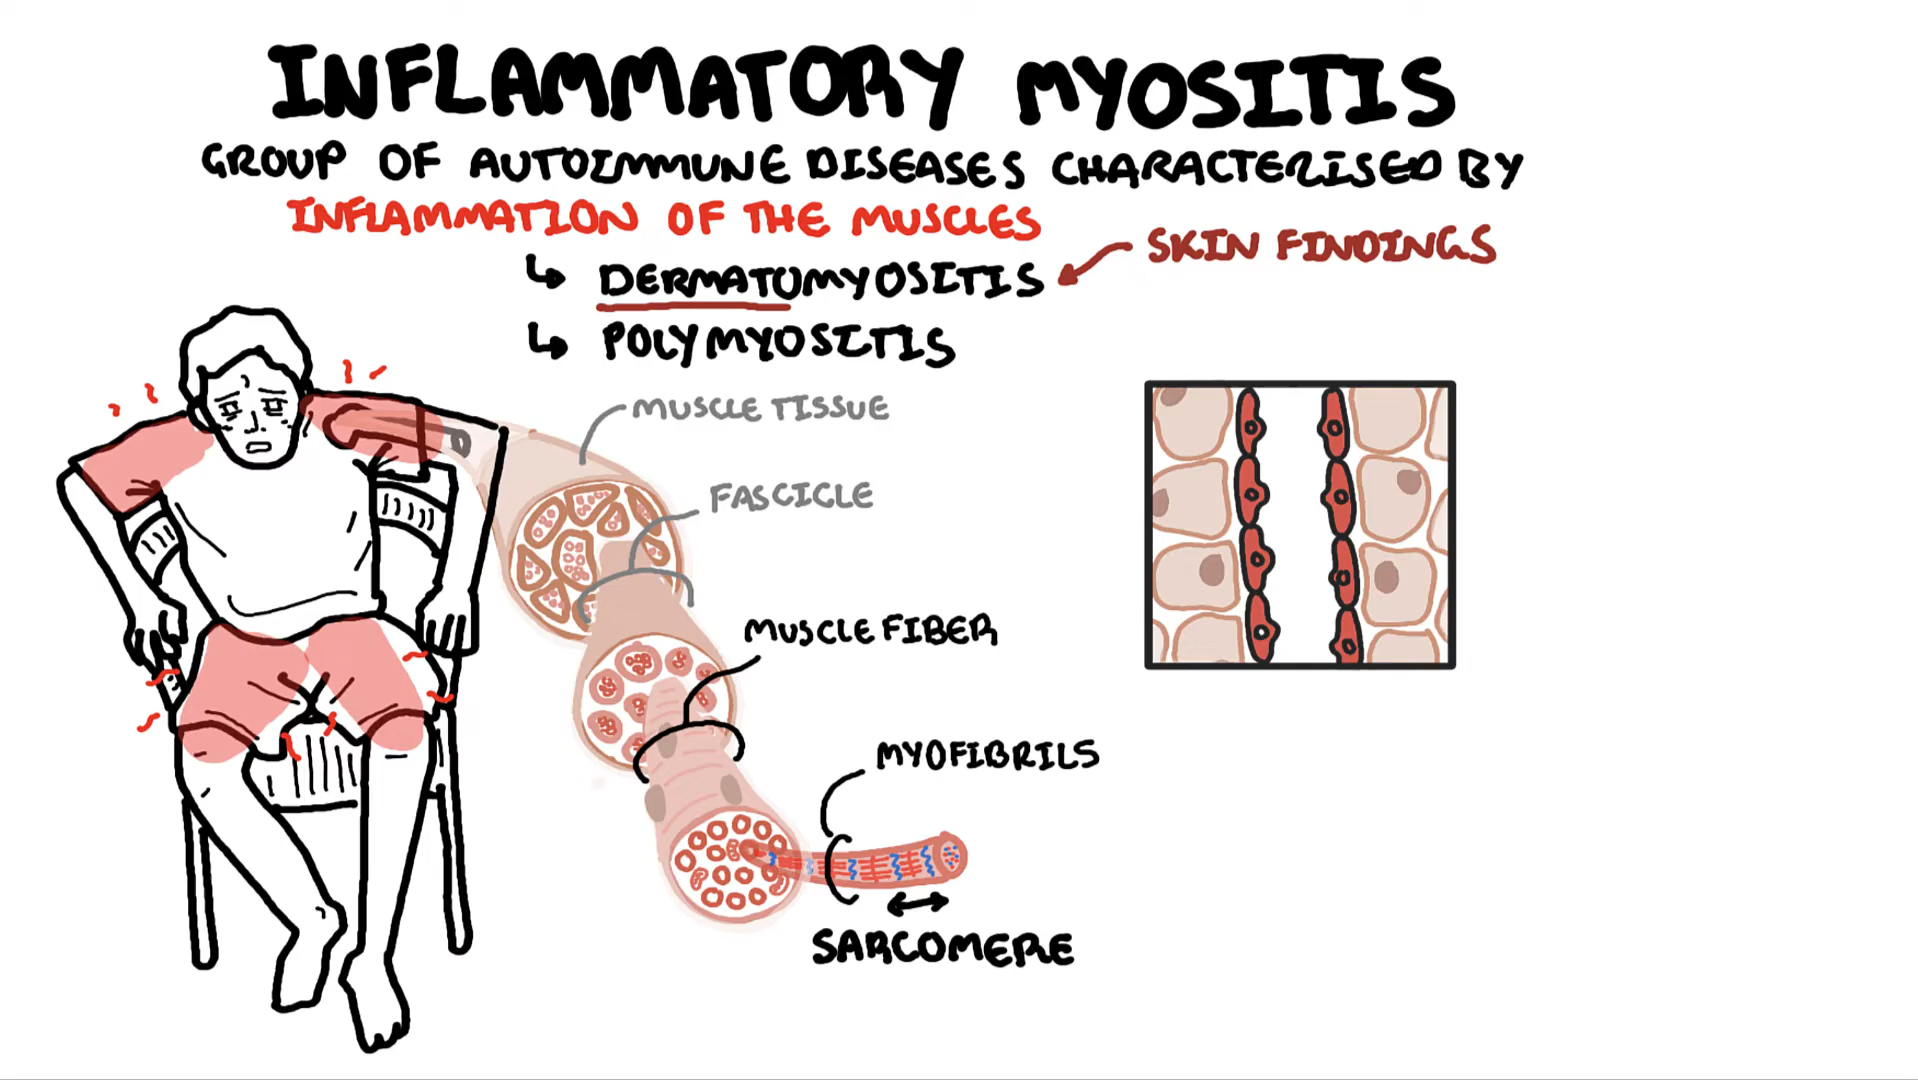 INFLAMMATORY MYOSITIS
GROUP OF AUTOIMMUNE DISEASES CHARACTERISED BY
INFLAMMATION OF THE MUSCLES
↳ DERMATOMYOSITIS
SKIN FINDINGS
↳ POLYMYOSITIS
MUSCLE TISSUE
FASCICLE
MUSCLE FIBER
MYOFIBRILS
SARCOMERE